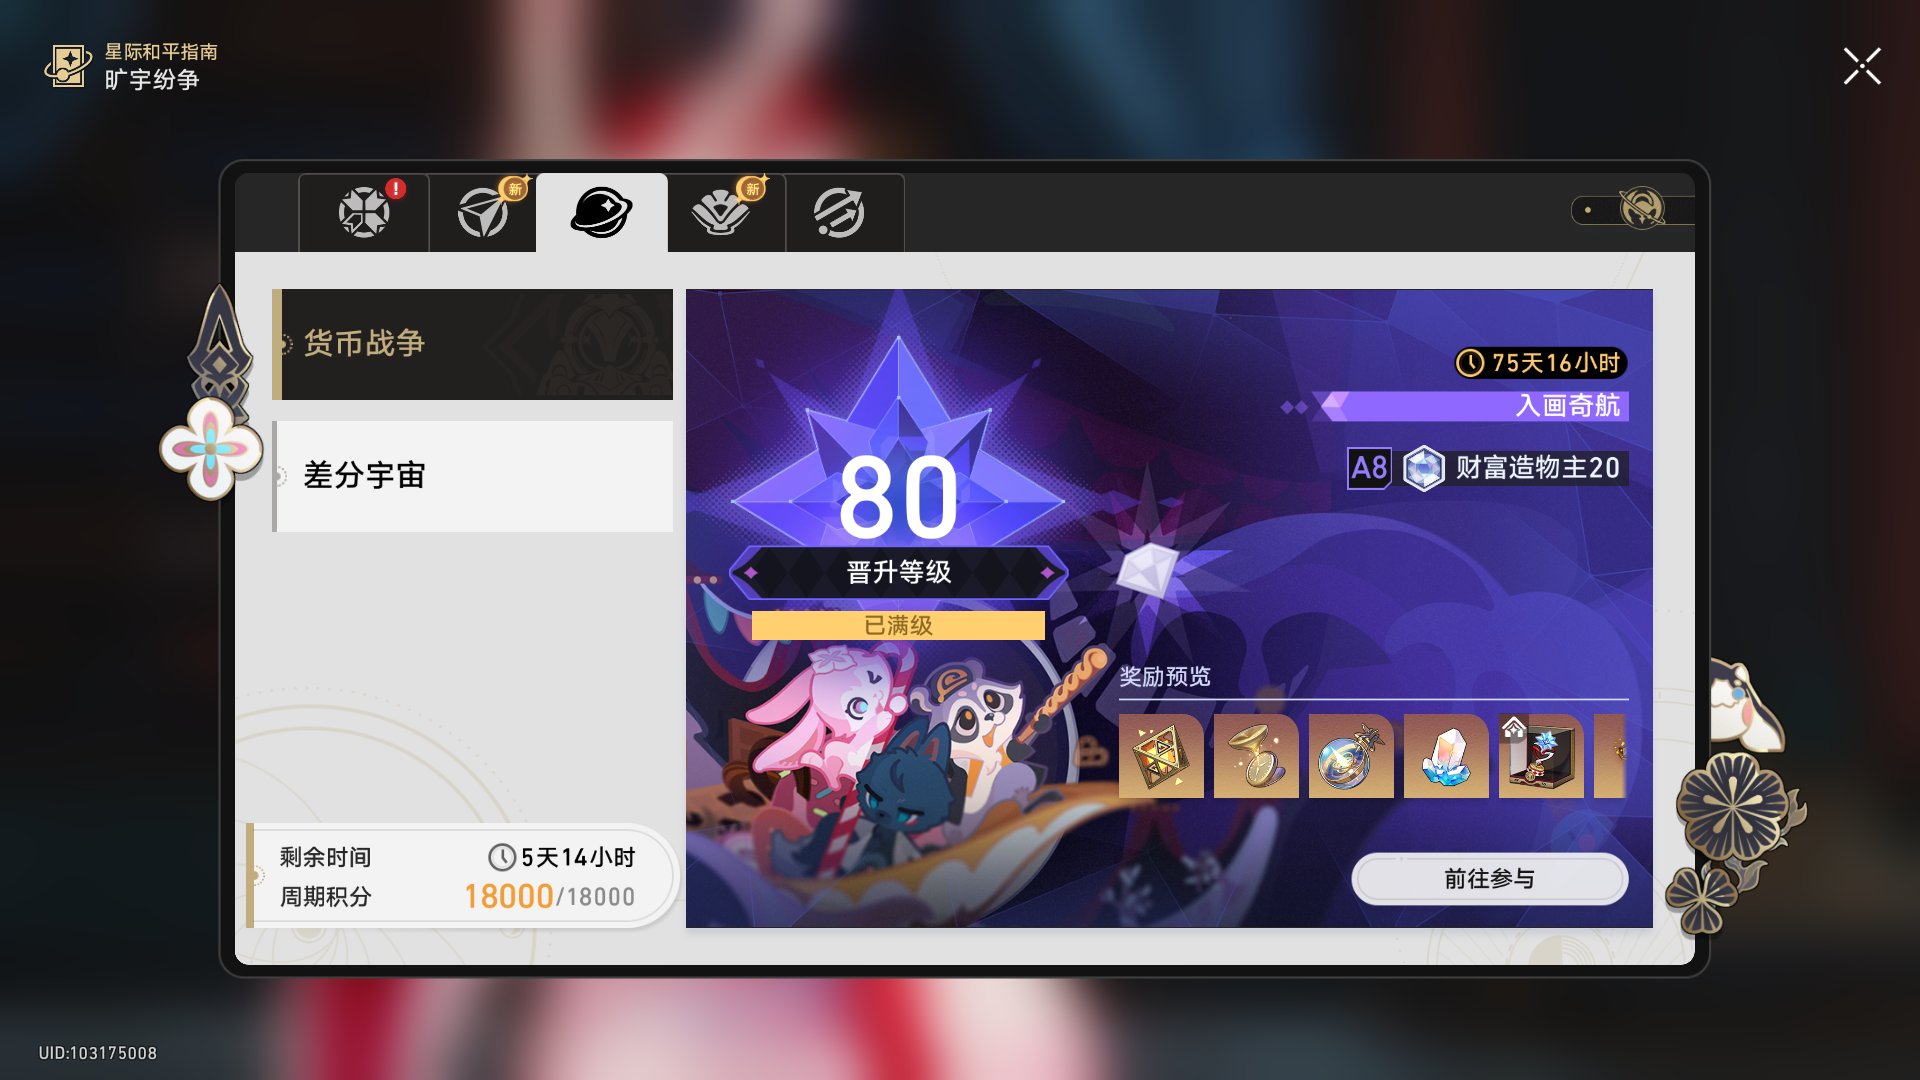 星际和平指南
旷宇纷争
新
新
货币战争
差分宇宙
剩余时间
5天14小时
周期积分
18000/18000
80
晋升等级
已满级
75天16小时
入画奇航
A8
财富造物主20
奖励预览
前往参与
UID:103175008